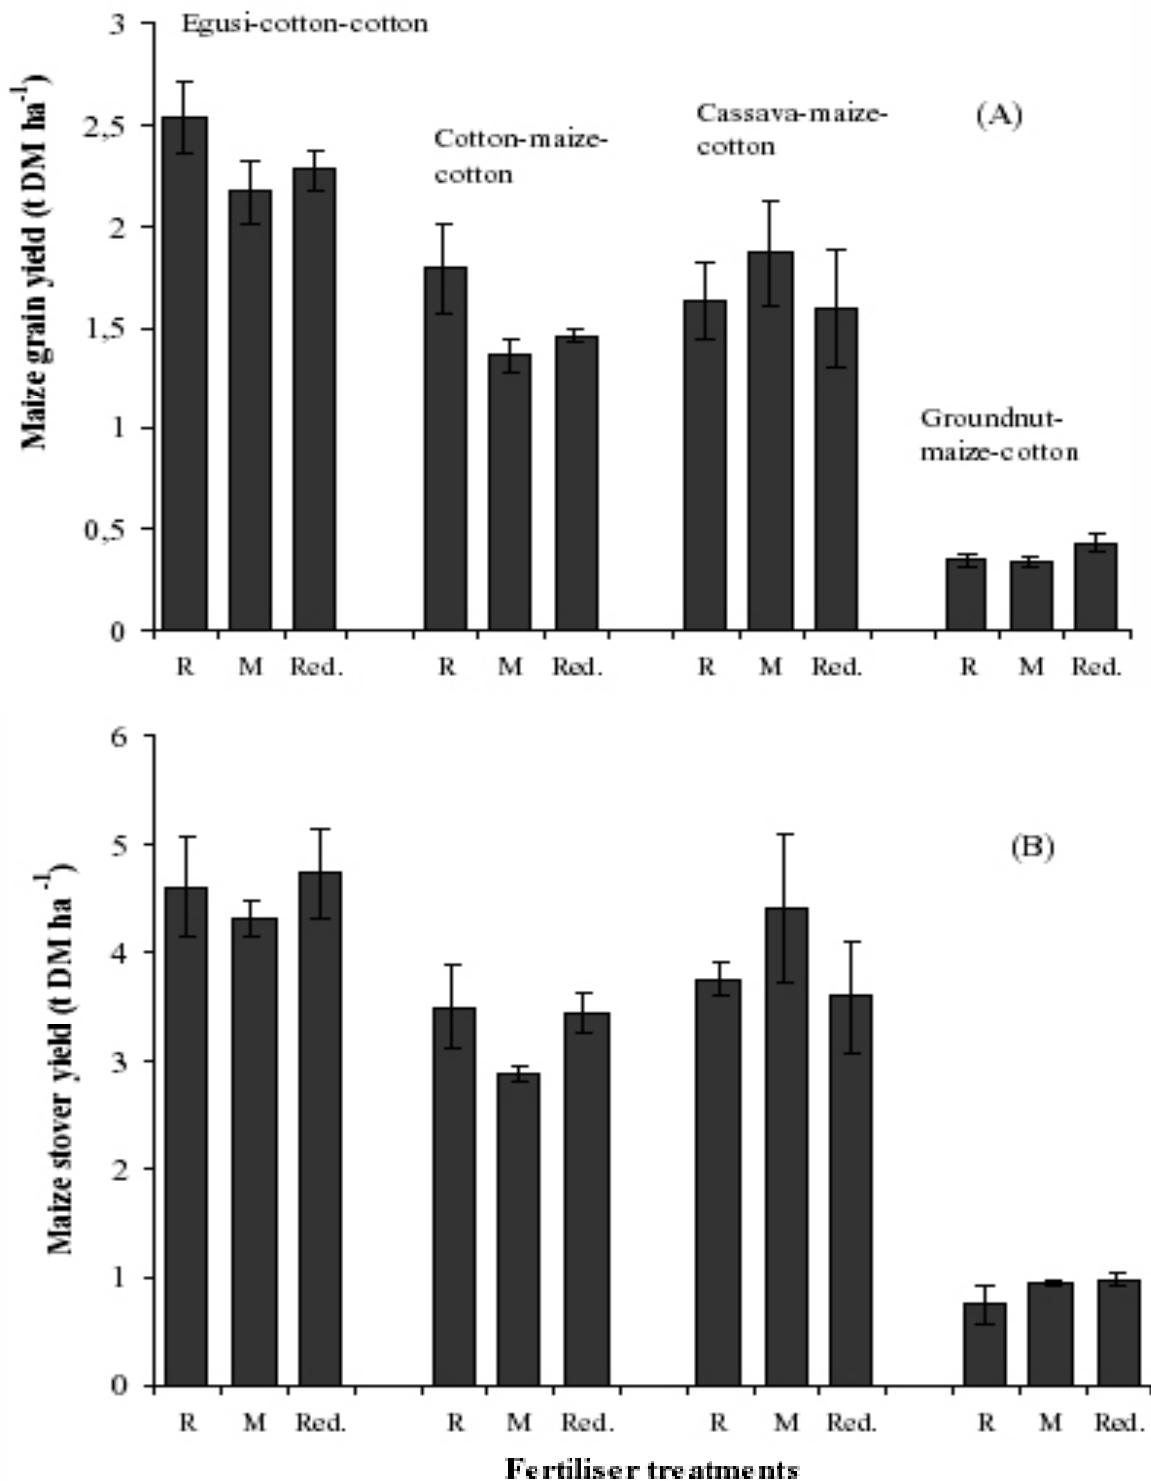 Maize grain yield (t DM ha-1)
3
2,5
2
1,5
1
0,5
0
Egusi-cotton-cotton
Cotton-maize-
cotton
Cassava-maize-
cotton
(A)
Groundnut-
maize-cotton
R M Red. R M Red. R M Red. R M Red.
Maize stover yield (t DM ha -1)
6
5
4
3
2
1
0
(B)
R M Red. R M Red. R M Red. R M Red.
Fertiliser treatments